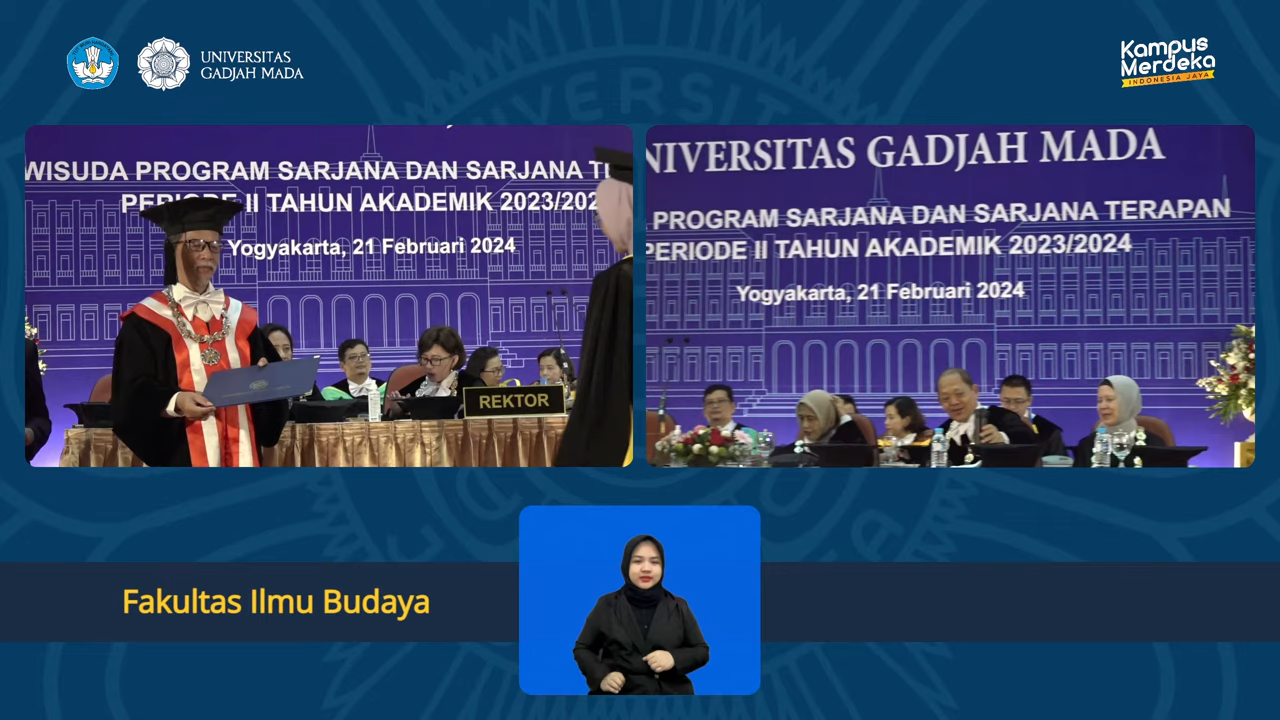 UNIVERSITAS
GADJAH MADA
Kampus
Merdeka
INDONESIA JAYA
WISUDA PROGRAM SARJANA DAN SARJANA TE
PERIODE II TAHUN AKADEMIK 2023/202
Yogyakarta, 21 Februari 2024
REKTOR
NIVERSITAS GADJAH MADA
PROGRAM SARJANA DAN SARJANA TERAPAN
PERIODE II TAHUN AKADEMIK 2023/2024
Yogyakarta, 21 Februari 2024
Fakultas Ilmu Budaya